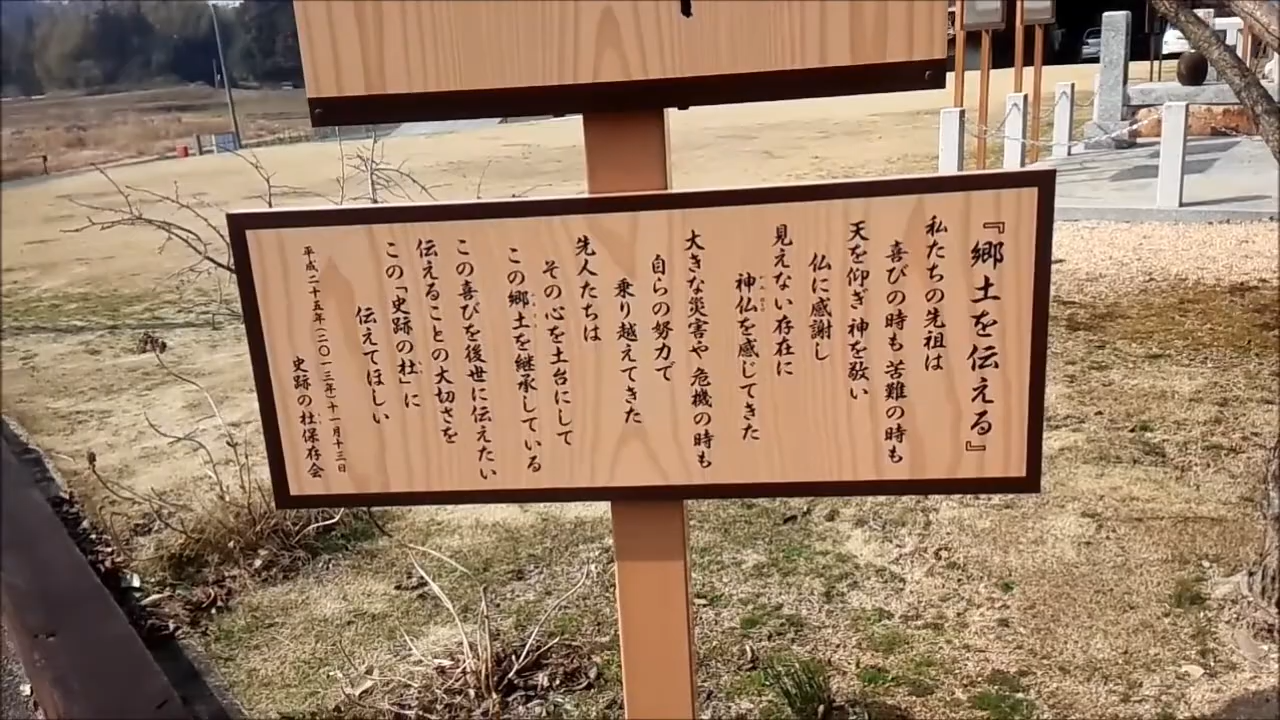 『郷土を伝える』
私たちの先祖は
喜びの時も 苦難の時も
天を仰ぎ 神を敬い
仏に感謝し
見えない存在に
神仏を感じてきた
大きな災害や 危機の時も
自らの努力で
乗り越えてきた
先人たちは
その心を土台にして
この郷土を継承している
この喜びを後世に伝えたい
伝えることの大切さを
この「史跡の杜」に
伝えてほしい
平成二十五年(二〇一三年)十一月十三日
史跡の杜保存会